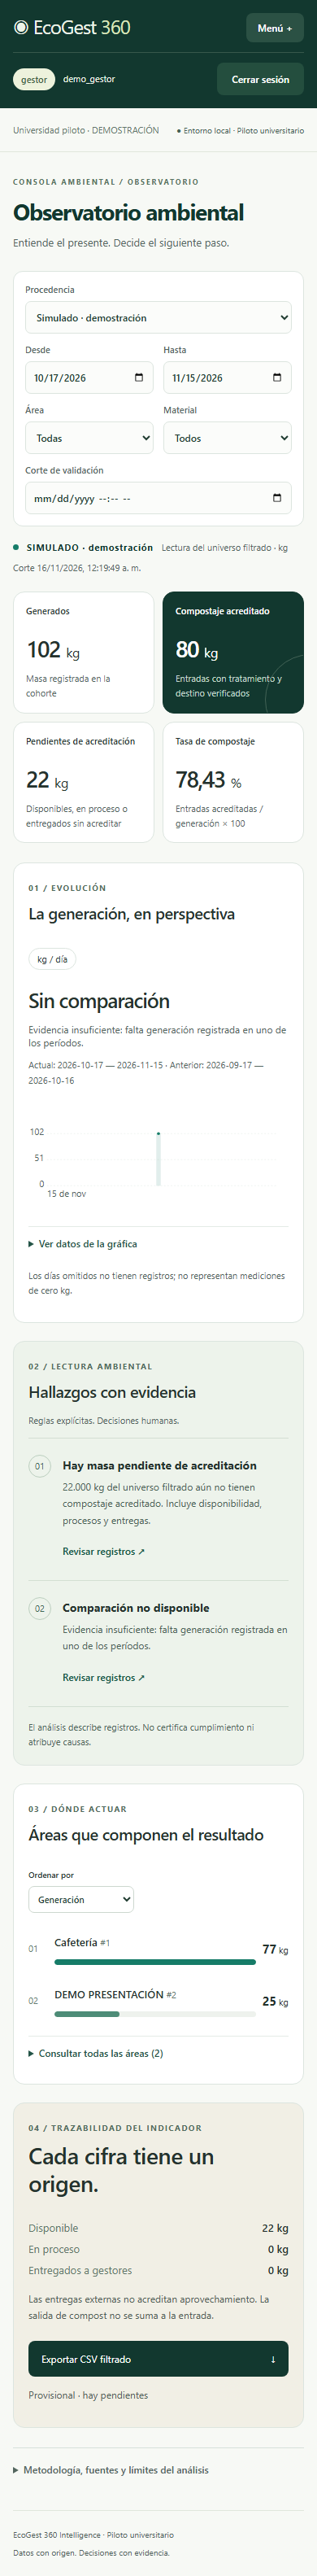 EcoGest 360
Menú +
gestor
demo_gestor
Cerrar sesión
Universidad piloto · DEMOSTRACIÓN
● Entorno local · Piloto universitario
CONSOLA AMBIENTAL / OBSERVATORIO
Observatorio ambiental
Entiende el presente. Decide el siguiente paso.
Procedencia
Simulado · demostración
Desde
Hasta
10/17/2026
11/15/2026
Área
Material
Todas
Todos
Corte de validación
mm/dd/yyyy --:-- --
SIMULADO · demostración Lectura del universo filtrado · kg
Corte 16/11/2026, 12:19:49 a. m.
Generados
102 kg
Masa registrada en la
cohorte
Compostaje acreditado
80 kg
Entradas con tratamiento y
destino verificados
Pendientes de acreditación
22 kg
Disponibles, en proceso o
entregados sin acreditar
Tasa de compostaje
78,43 %
Entradas acreditadas /
generación × 100
01 / EVOLUCIÓN
La generación, en perspectiva
kg / día
Sin comparación
Evidencia insuficiente: falta generación registrada en uno de
los períodos.
Actual: 2026-10-17 — 2026-11-15 · Anterior: 2026-09-17 —
2026-10-16
102
51
0
15 de nov
▶ Ver datos de la gráfica
Los días omitidos no tienen registros; no representan mediciones
de cero kg.
02 / LECTURA AMBIENTAL
Hallazgos con evidencia
Reglas explícitas. Decisiones humanas.
01
Hay masa pendiente de acreditación
22.000 kg del universo filtrado aún no tienen
compostaje acreditado. Incluye disponibilidad,
procesos y entregas.
Revisar registros ↗
02
Comparación no disponible
Evidencia insuficiente: falta generación registrada en
uno de los períodos.
Revisar registros ↗
El análisis describe registros. No certifica cumplimiento ni
atribuye causas.
03 / DÓNDE ACTUAR
Áreas que componen el resultado
Ordenar por
Generación
01
Cafetería #1
77 kg
02
DEMO PRESENTACIÓN #2
25 kg
▶ Consultar todas las áreas (2)
04 / TRAZABILIDAD DEL INDICADOR
Cada cifra tiene un
origen.
Disponible 22 kg
En proceso 0 kg
Entregados a gestores 0 kg
Las entregas externas no acreditan aprovechamiento. La
salida de compost no se suma a la entrada.
Exportar CSV filtrado ↓
Provisional · hay pendientes
▶ Metodología, fuentes y límites del análisis
EcoGest 360 Intelligence · Piloto universitario
Datos con origen. Decisiones con evidencia.